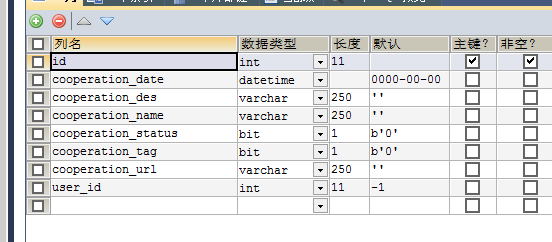 列名 数据类型 长度 默认 主键? 非空?
id int 11
cooperation_date datetime 0000-00-00
cooperation_des varchar 250 ''
cooperation_name varchar 250 ''
cooperation_status bit 1 b'0'
cooperation_tag bit 1 b'0'
cooperation_url varchar 250 ''
user_id int 11 -1